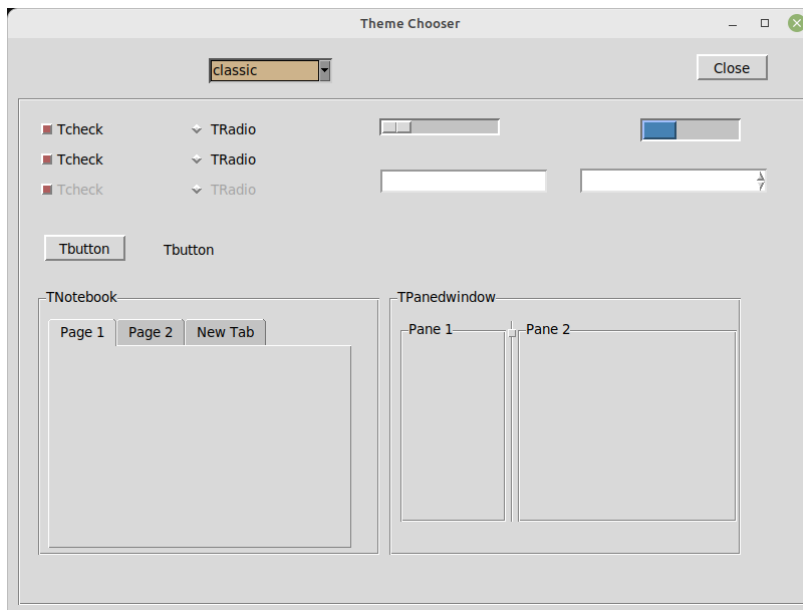 Theme Chooser
classic
Close
Tcheck TRadio
Tcheck TRadio
Tcheck TRadio
Tbutton Tbutton
TNotebook
Page 1 Page 2 New Tab
TPanedwindow
Pane 1 Pane 2